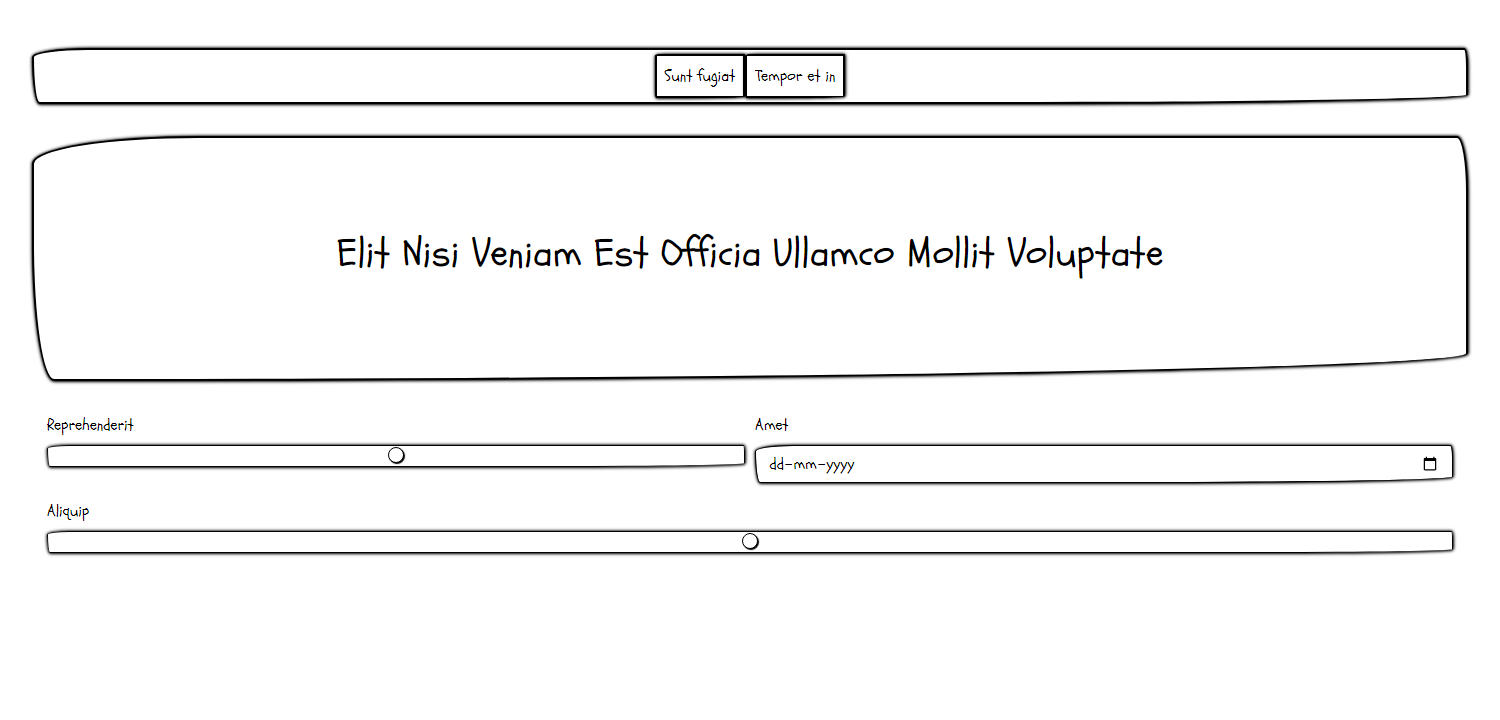 Sunt fugiat
Tempor et in
Elit Nisi Veniam Est Officia Ullamco Mollit Voluptate
Reprehenderit
Amet
dd-mm-yyyy
Aliquip